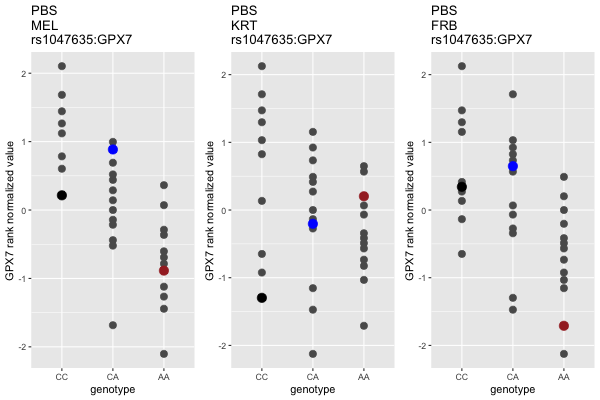 PBS
MEL
rs1047635:GPX7
GPX7 rank normalized value
2
1
0
-1
-2
CC
CA
AA
genotype
PBS
KRT
rs1047635:GPX7
GPX7 rank normalized value
2
1
0
-1
-2
CC
CA
AA
genotype
PBS
FRB
rs1047635:GPX7
GPX7 rank normalized value
2
1
0
-1
-2
CC
CA
AA
genotype